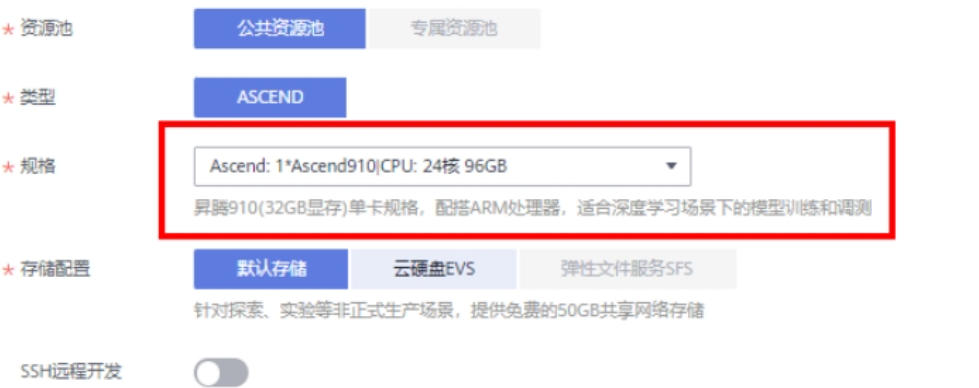 * 资源池 公共资源池 专属资源池
* 类型 ASCEND
* 规格 Ascend: 1*Ascend910|CPU: 24核 96GB
昇腾910(32GB显存)单卡规格，配搭ARM处理器，适合深度学习场景下的模型训练和调测
* 存储配置 默认存储 云硬盘EVS 弹性文件服务SFS
针对探索、实验等非正式生产场景，提供免费的50GB共享网络存储
SSH远程开发